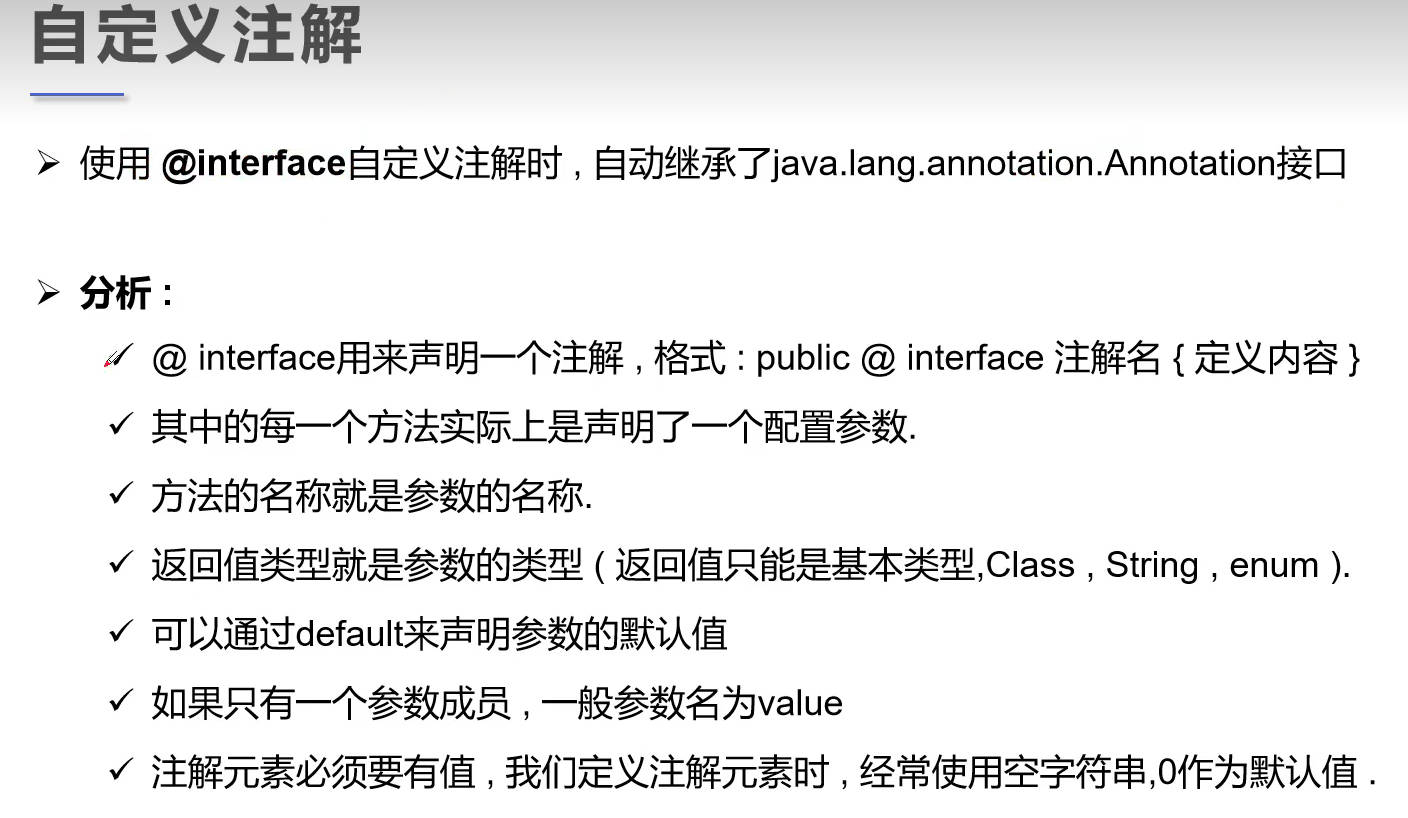 自定义注解
使用 @interface自定义注解时 , 自动继承了java.lang.annotation.Annotation接口
分析 :
@ interface用来声明一个注解 , 格式 : public @ interface 注解名 { 定义内容 }
其中的每一个方法实际上是声明了一个配置参数.
方法的名称就是参数的名称.
返回值类型就是参数的类型 ( 返回值只能是基本类型,Class , String , enum ).
可以通过default来声明参数的默认值
如果只有一个参数成员 , 一般参数名为value
注解元素必须要有值 , 我们定义注解元素时 , 经常使用空字符串,0作为默认值 .